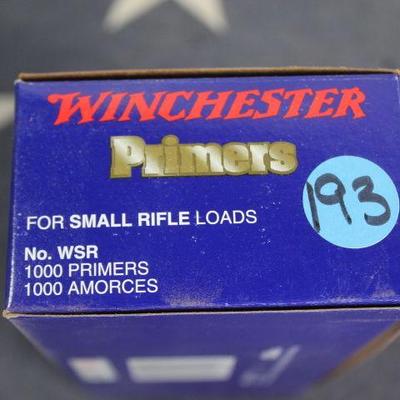 WINCHESTER
Primers
193
FOR SMALL RIFLE LOADS
No. WSR
1000 PRIMERS
1000 AMORCES